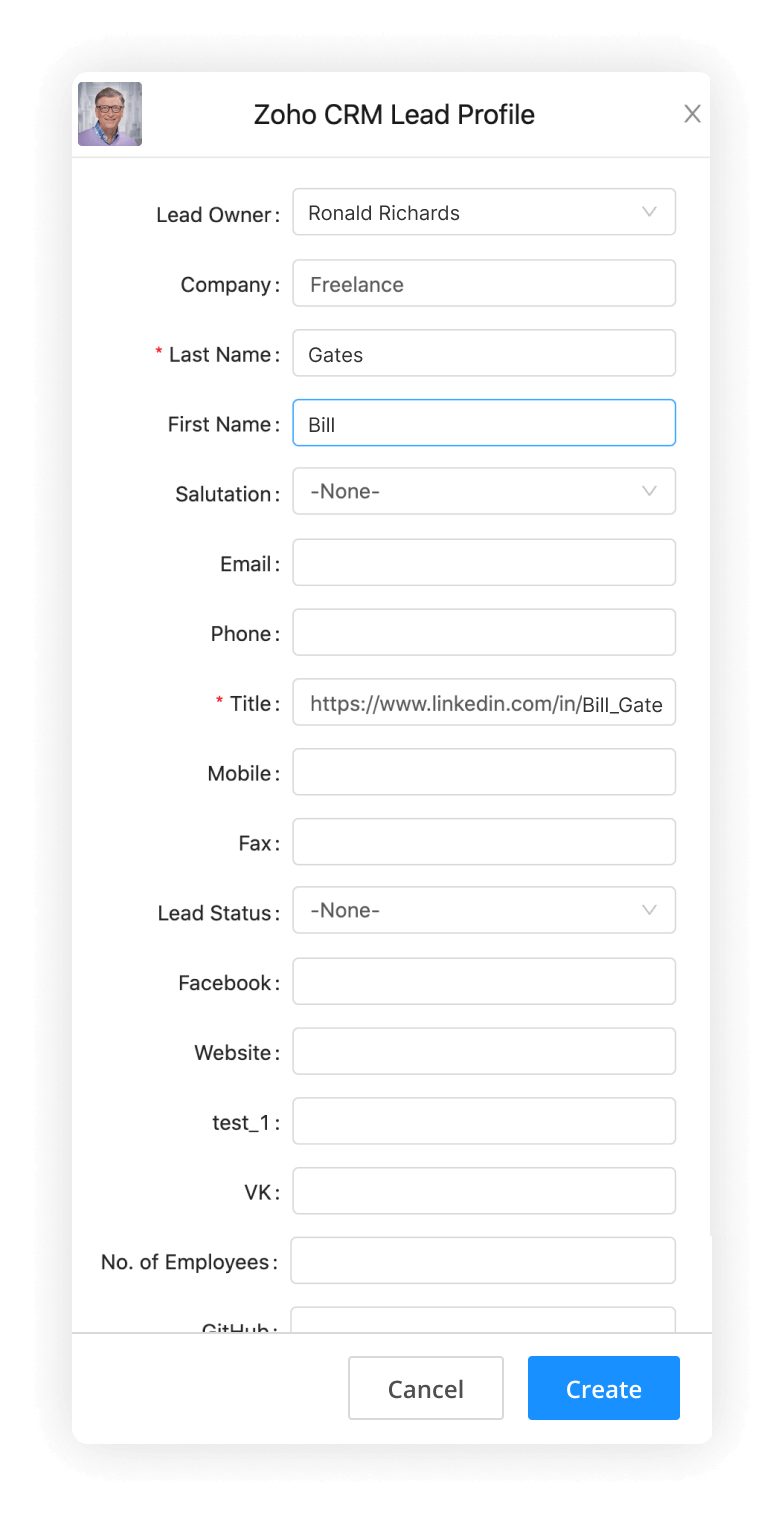 Zoho CRM Lead Profile
Lead Owner: Ronald Richards
Company: Freelance
* Last Name: Gates
First Name: Bill
Salutation: -None-
Email:
Phone:
* Title: https://www.linkedin.com/in/Bill_Gate
Mobile:
Fax:
Lead Status: -None-
Facebook:
Website:
test_1:
VK:
No. of Employees:
GitHub:
Cancel Create